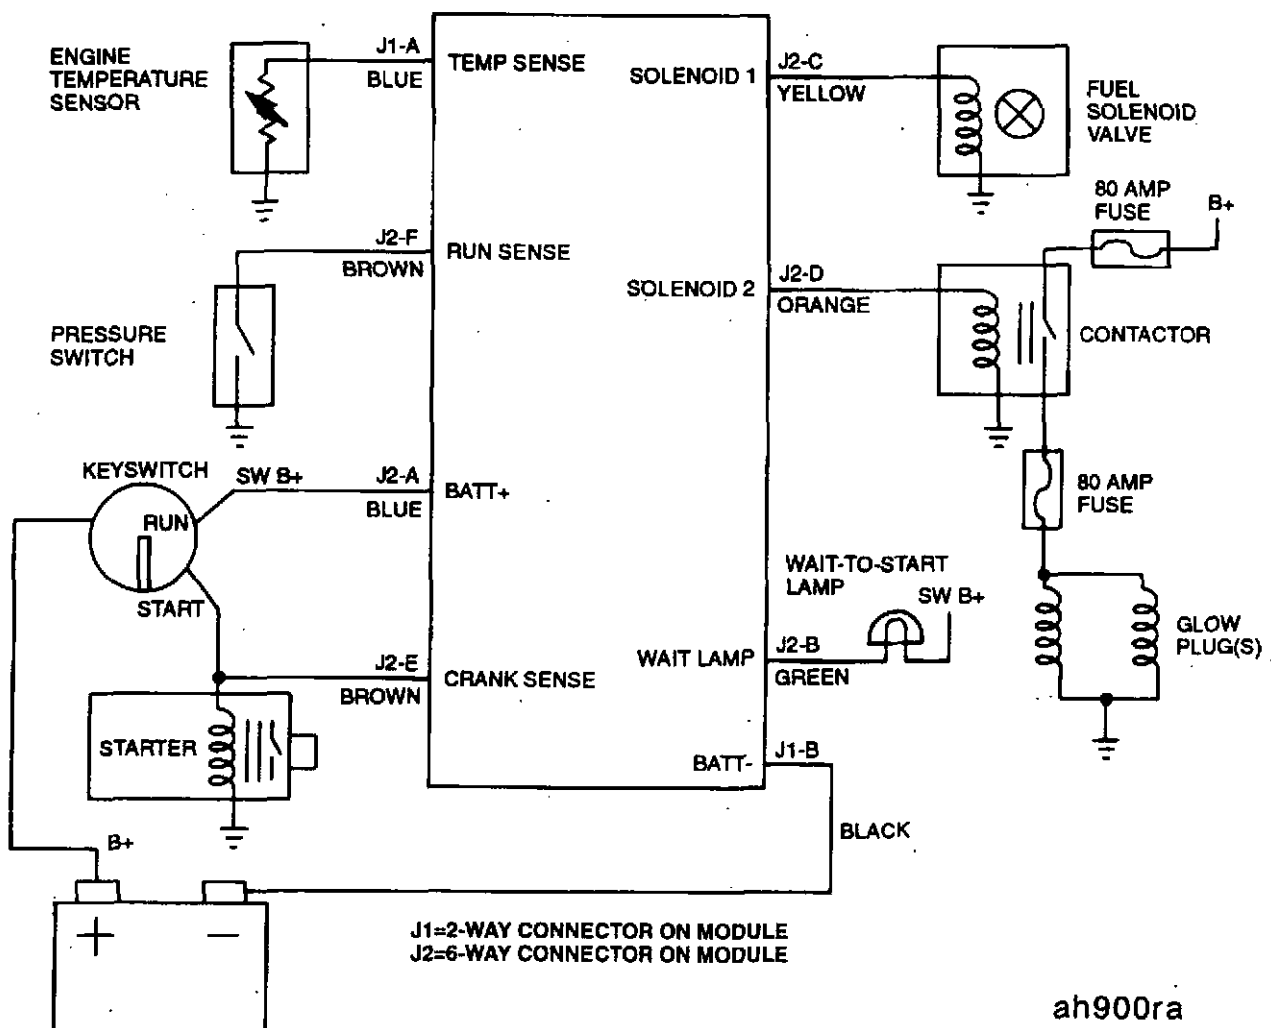 ENGINE
TEMPERATURE
SENSOR
J1-A
BLUE
TEMP SENSE
SOLENOID 1
J2-C
YELLOW
FUEL
SOLENOID
VALVE
80 AMP
FUSE
B+
J2-F
BROWN
RUN SENSE
SOLENOID 2
J2-D
ORANGE
CONTACTOR
PRESSURE
SWITCH
KEYSWITCH
SW B+
J2-A
BLUE
BATT+
RUN
START
80 AMP
FUSE
WAIT-TO-START
LAMP
SW B+
J2-E
BROWN
CRANK SENSE
WAIT LAMP
J2-B
GREEN
GLOW
PLUG(S)
STARTER
BATT-
J1-B
BLACK
B+
+
−
J1=2-WAY CONNECTOR ON MODULE
J2=6-WAY CONNECTOR ON MODULE
ah900ra